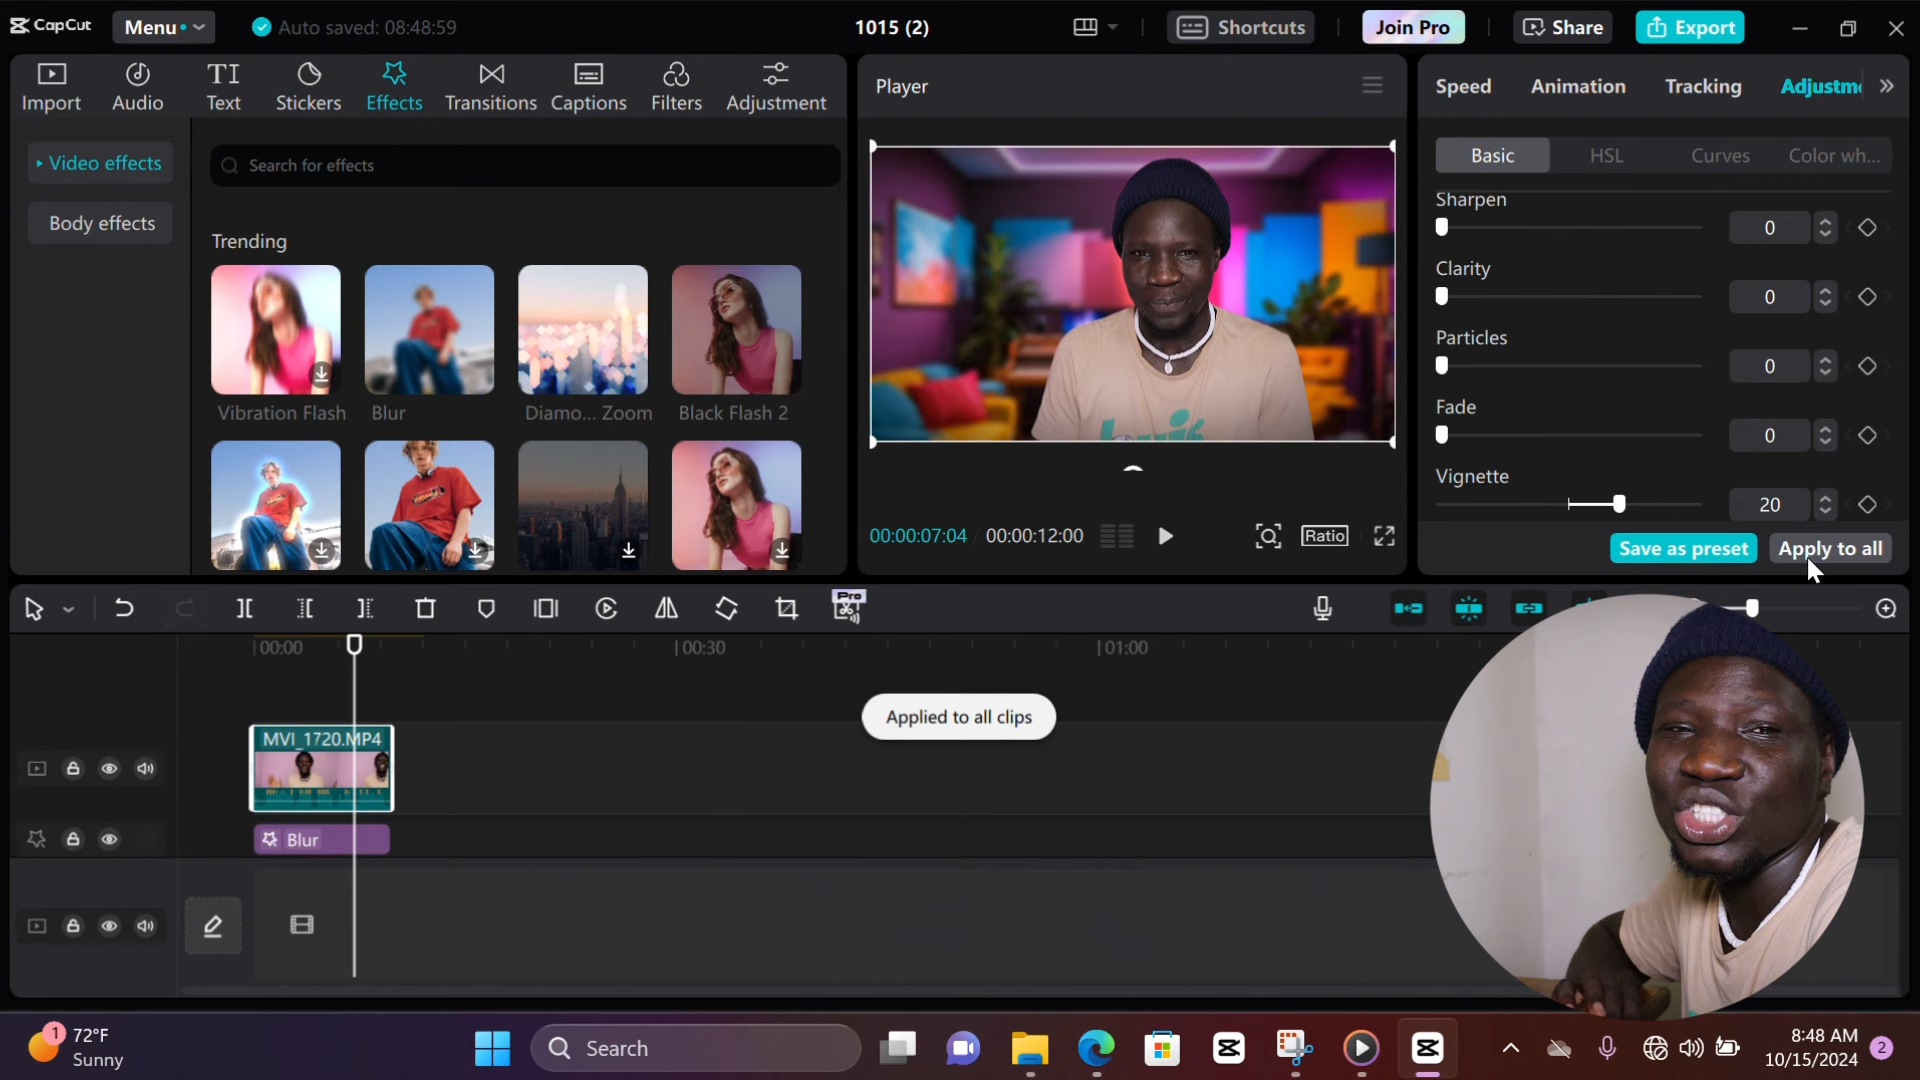 CapCut
Menu
Auto saved: 08:48:59
1015 (2)
Shortcuts
Join Pro
Share
Export
Import
Audio
Text
Stickers
Effects
Transitions
Captions
Filters
Adjustment
Player
Speed
Animation
Tracking
Adjustme
Video effects
Body effects
Search for effects
Trending
Vibration Flash
Blur
Diamo... Zoom
Black Flash 2
Basic
HSL
Curves
Color wh...
Sharpen
0
Clarity
0
Particles
0
Fade
0
Vignette
20
00:00:07:04
00:00:12:00
Ratio
Save as preset
Apply to all
Pro
00:00
00:30
01:00
Applied to all clips
MVI_1720.MP4
Blur
1
72°F
Sunny
Search
8:48 AM
10/15/2024
2